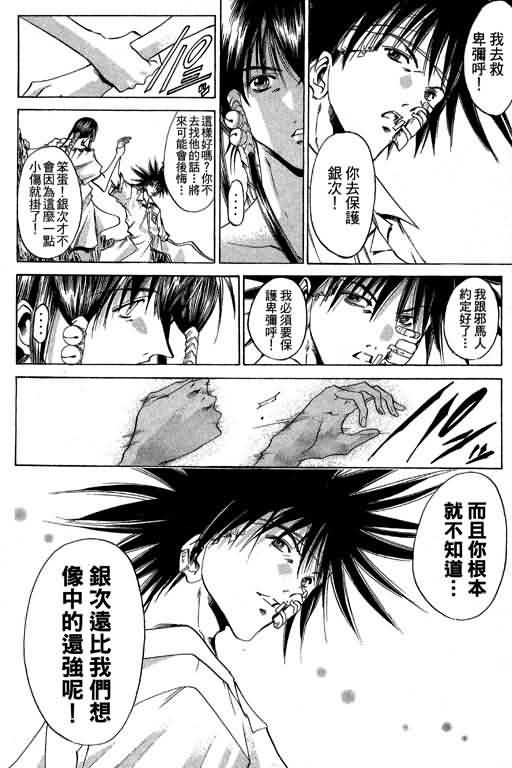 我去救
卑彌呼！
你去保護
銀次！
…
這樣好嗎？你不
去找他的話…將
來可能會後悔…
笨蛋！銀次才不
會因為這麼一點
小傷就掛了！
我跟邪馬人
約定好了…
我必須要保
護卑彌呼！
…
而且你根本
就不知道…
銀次遠比我們想
像中的還強呢！